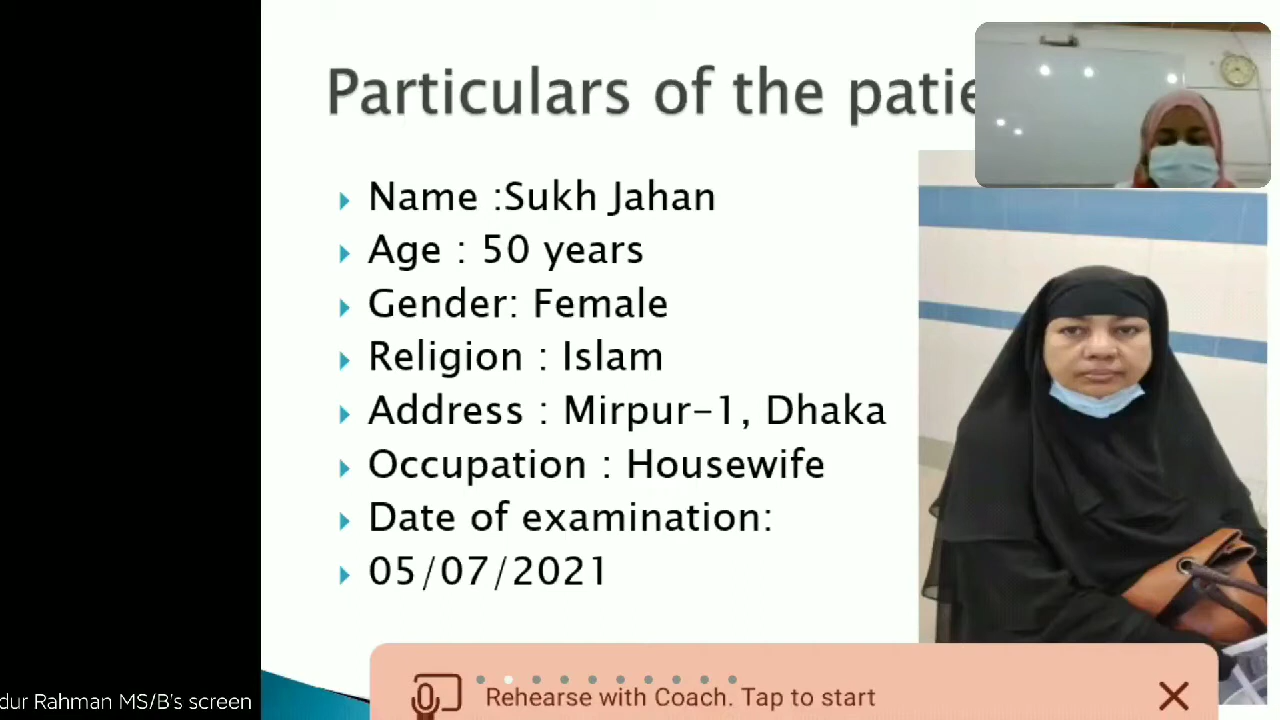 Particulars of the patie
Name :Sukh Jahan
Age : 50 years
Gender: Female
Religion : Islam
Address : Mirpur-1, Dhaka
Occupation : Housewife
Date of examination:
05/07/2021
Rehearse with Coach. Tap to start
dur Rahman MS/B's screen